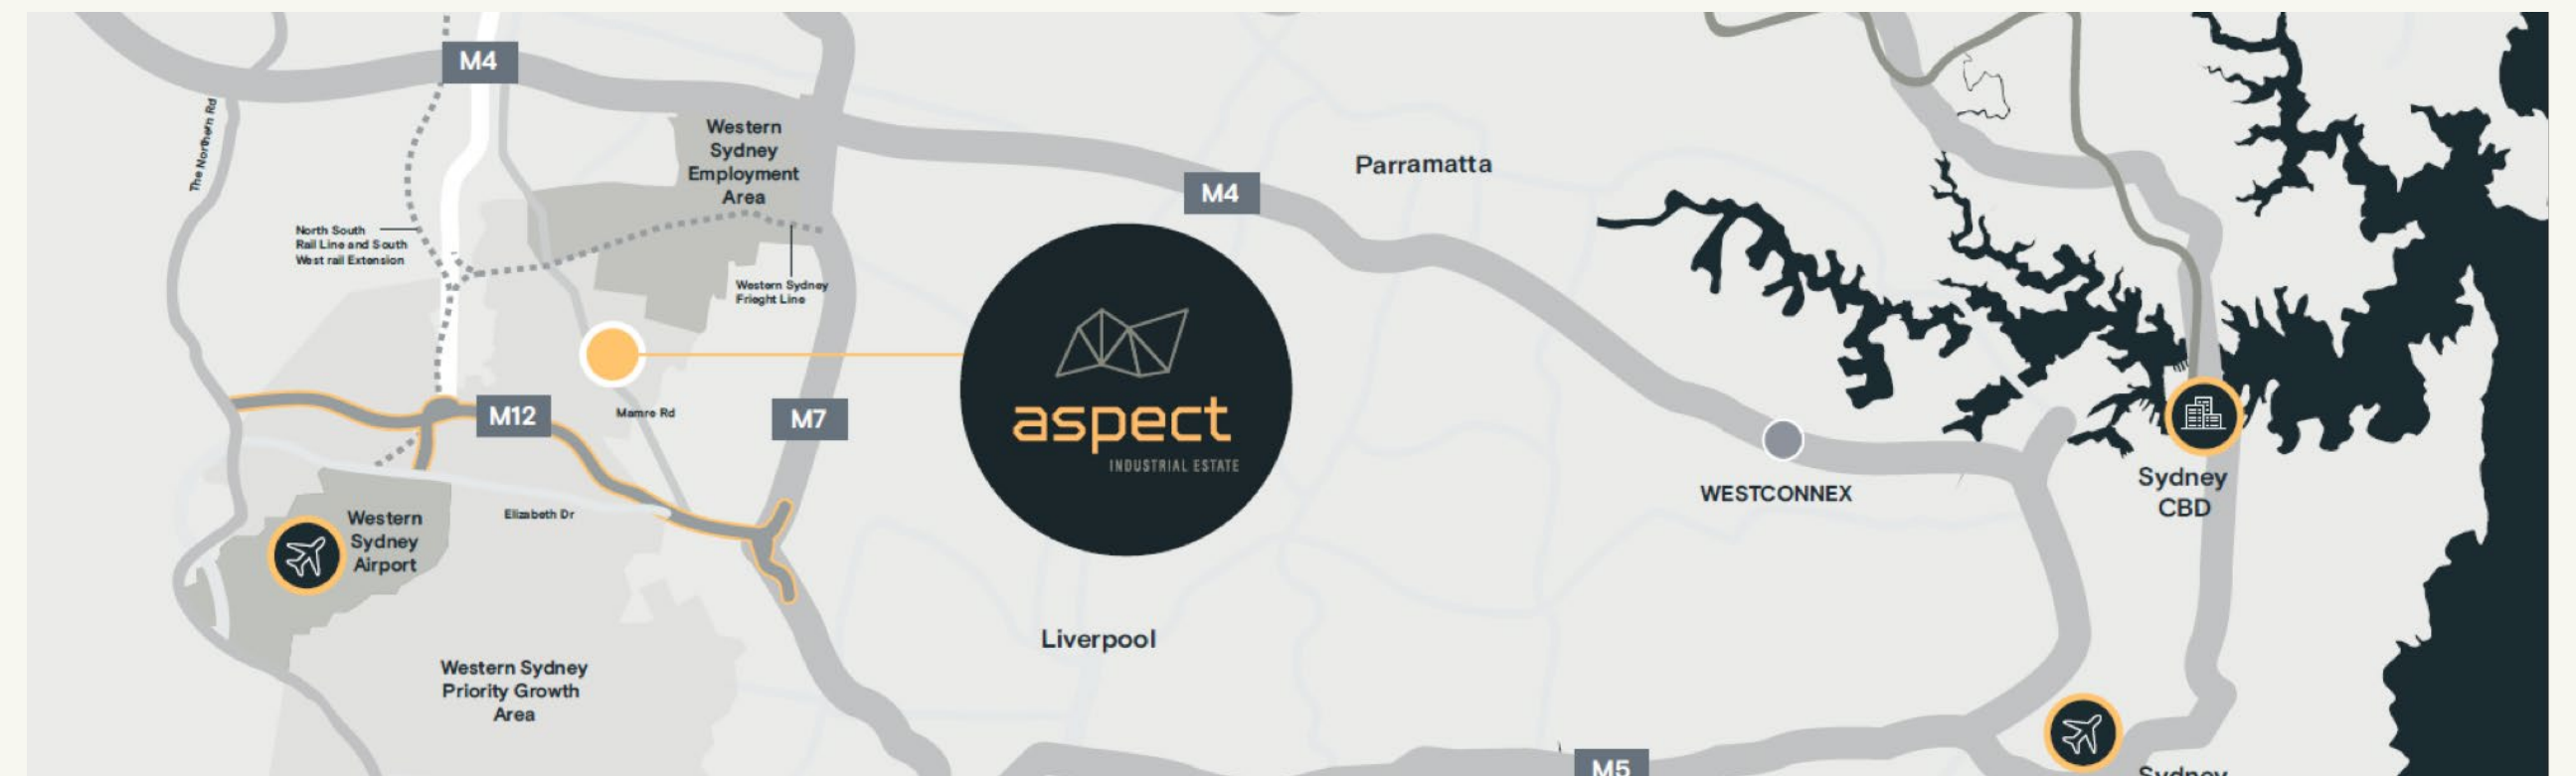 M4
The Northern Rd
Western
Sydney
Employment
Area
Parramatta
M4
North South
Rail Line and South
West rail Extension
Western Sydney
Frieght Line
aspect
INDUSTRIAL ESTATE
M12
Mamre Rd
M7
WESTCONNEX
Sydney
CBD
Western
Sydney
Airport
Elizabeth Dr
Liverpool
Western Sydney
Priority Growth
Area
M5
Sydney